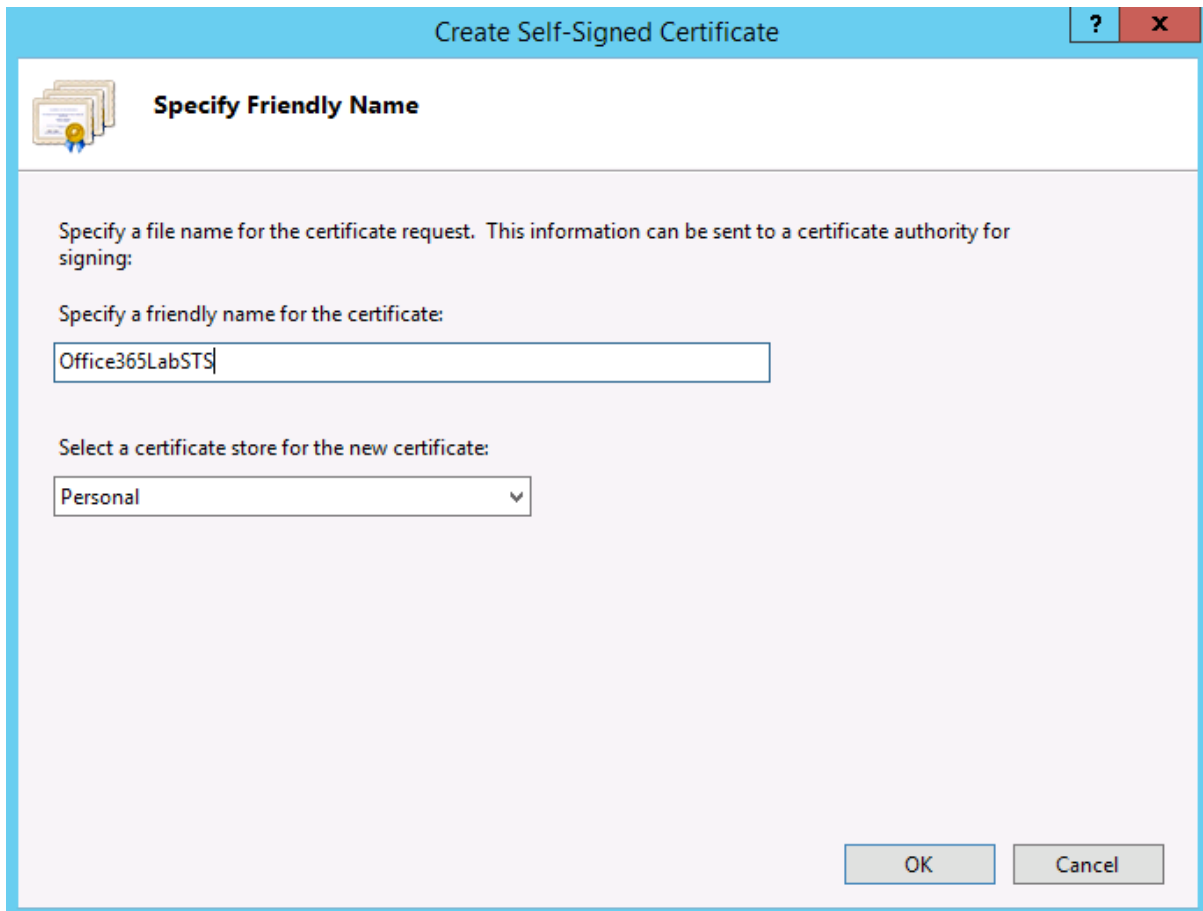 Create Self-Signed Certificate
?
x
Specify Friendly Name
Specify a file name for the certificate request.  This information can be sent to a certificate authority for
signing:
Specify a friendly name for the certificate:
Office365LabSTS
Select a certificate store for the new certificate:
Personal
OK
Cancel